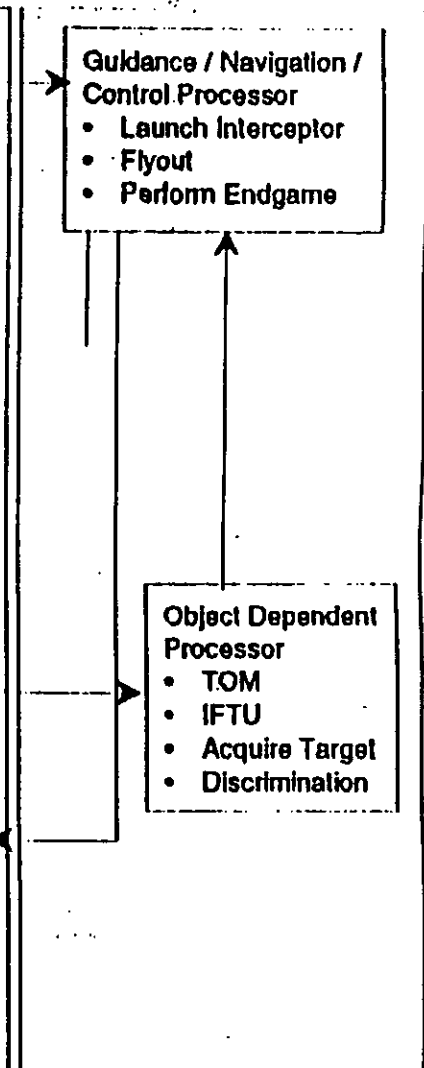 Guidance / Navigation /
Control Processor
• Launch Interceptor
• Flyout
• Perform Endgame
Object Dependent
Processor
• TOM
• IFTU
• Acquire Target
• Discrimination